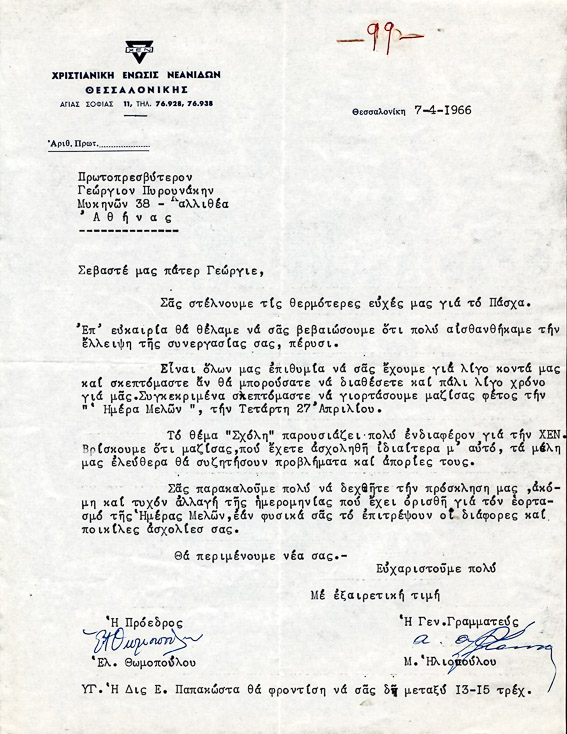 —99—
ΧΕΝ
ΧΡΙΣΤΙΑΝΙΚΗ ΕΝΩΣΙΣ ΝΕΑΝΙΔΩΝ
ΘΕΣΣΑΛΟΝΙΚΗΣ
ΑΓΙΑΣ ΣΟΦΙΑΣ 11, ΤΗΛ. 76.928, 76.938
Θεσσαλονίκη 7-4-1966
Ἀριθ. Πρωτ.
Πρωτοπρεσβύτερον
Γεώργιον Πυρουνάκην
Μυκηνῶν 38 - Καλλιθέα
Ἀ θ ή ν α ς
--------------
Σεβαστέ μας πάτερ Γεώργιε,
Σᾶς στέλνουμε τίς θερμότερες εὐχές μας γιά τό Πάσχα.
Ἐπ' εὐκαιρία θά θέλαμε νά σᾶς βεβαιώσουμε ὅτι πολύ αἰσθανθήκαμε τήν
ἔλλειψη τῆς συνεργασίας σας, πέρυσι.
Εἶναι ὅλων μας ἐπιθυμία νά σᾶς ἔχουμε γιά λίγο κοντά μας
καί σκεπτόμαστε ἄν θά μπορούσατε νά διαθέσετε καί πάλι λίγο χρόνο
γιά μᾶς.Συγκεκριμένα σκεπτόμαστε νά γιορτάσουμε μαζίσας φέτος τήν
"Ἡμέρα Μελῶν ", τήν Τετάρτη 27 Ἀπριλίου.
Τό θέμα "Σχόλη" παρουσιάζει πολύ ἐνδιαφέρον γιά τήν ΧΕΝ.
Βρίσκουμε ὅτι μαζίσας,πού ἔχετε ἀσχοληθῆ ἰδιαίτερα μ' αὐτό, τά μέλη
μας ἐλεύθερα θά συζητήσουν προβλήματα καί ἀπορίες τους.
Σᾶς παρακαλοῦμε πολύ νά δεχθῆτε τήν πρόσκληση μας ,ἀκό-
μη καί τυχόν ἀλλαγή τῆς ἡμερομηνίας πού ἔχει ὁρισθῆ γιά τόν ἑορτα-
σμό τῆς Ἡμέρας Μελῶν,ἐάν φυσικά σᾶς τό ἐπιτρέψουν οἱ διάφορες καί
ποικίλες ἀσχολίες σας.
Θά περιμένουμε νέα σας.-
Εὐχαριστοῦμε πολύ
Μέ ἐξαιρετική τιμή
Ἡ Πρόεδρος
Ἡ Γεν.Γραμματεύς
Ἐλ. Θωμοπούλου
Μ. Ἠλιοπούλου
ΥΓ. Ἡ Δις Ε. Παπακώστα θά φροντίση νά σᾶς δῆ μεταξύ 13-15 τρέχ.